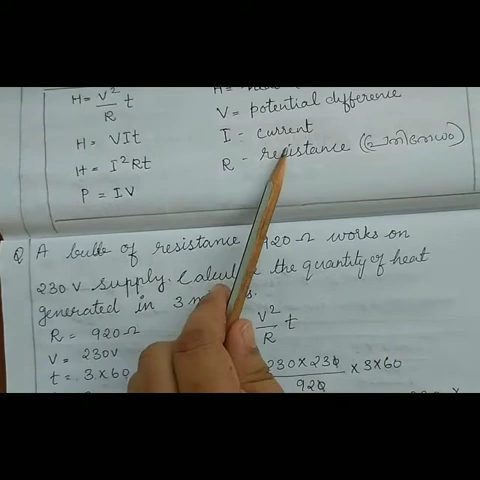 H = V²/R t
H = VIt
H = I²Rt
P = IV
H =
V = potential difference
I - current
R - resistance
Q A bulb of resistance 920 Ω works on
230 V supply. Calculate the quantity of heat
generated in 3
R = 920 Ω
V = 230V
t = 3 × 60
V²/R t
230 × 230 / 920 × 3 × 60